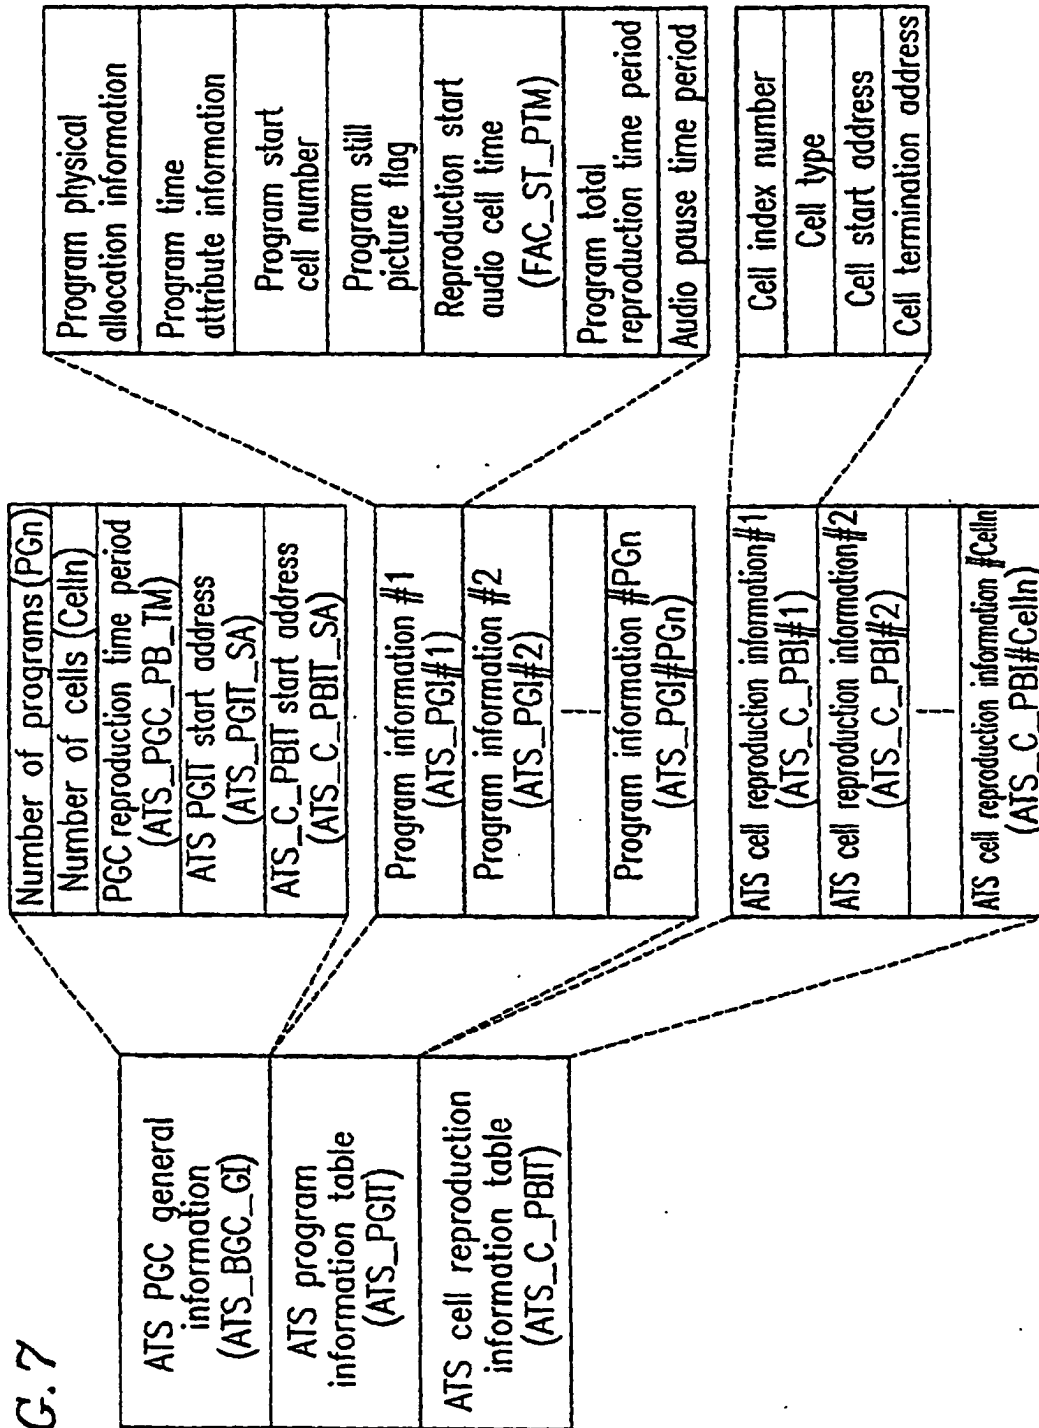 G. 7
ATS PGC general
information
(ATS_BGC_GI)
ATS program
information table
(ATS_PGIT)
ATS cell reproduction
information table
(ATS_C_PBIT)
Number of programs (PGn)
Number of cells (Celln)
PGC reproduction time period
(ATS_PGC_PB_TM)
ATS PGIT start address
(ATS_PGIT_SA)
ATS_C_PBIT start address
(ATS_C_PBIT_SA)
Program information #1
(ATS_PGI#1)
Program information #2
(ATS_PGI#2)
Program information #PGn
(ATS_PGI#PGn)
ATS cell reproduction information#1
(ATS_C_PBI#1)
ATS cell reproduction information#2
(ATS_C_PBI#2)
ATS cell reproduction information #Celln
(ATS_C_PBI#Celln)
Program physical
allocation information
Program time
attribute information
Program start
cell number
Program still
picture flag
Reproduction start
audio cell time
(FAC_ST_PTM)
Program total
reproduction time period
Audio pause time period
Cell index number
Cell type
Cell start address
Cell termination address